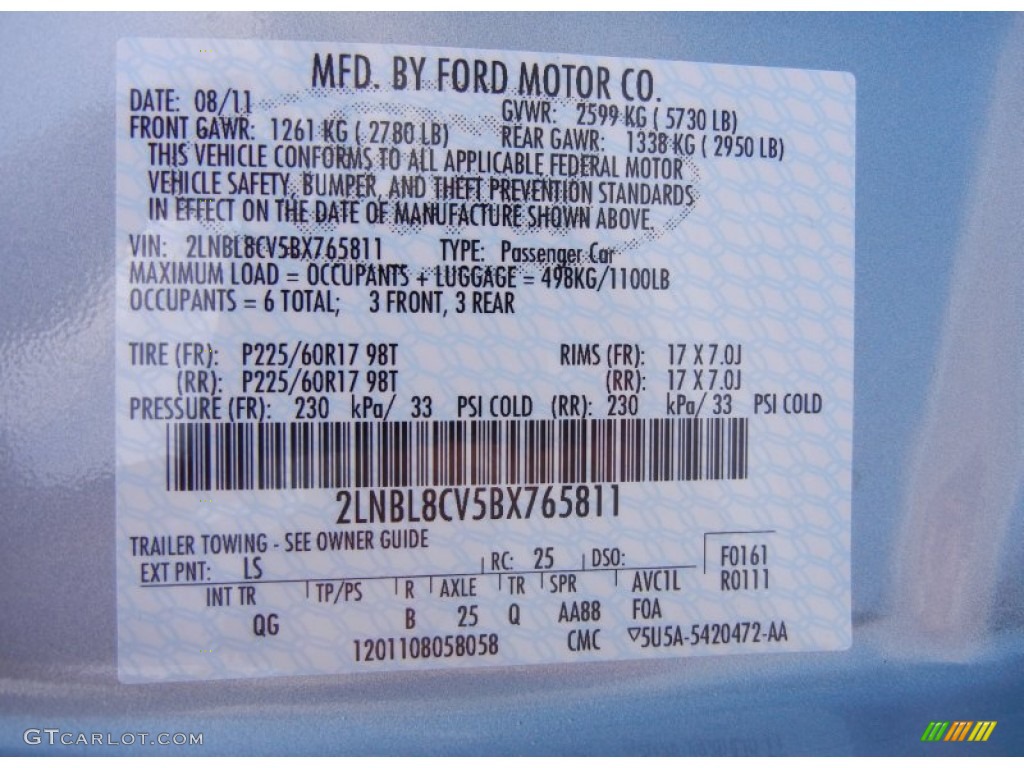 MFD. BY FORD MOTOR CO.
DATE: 08/11 GVWR: 2599 KG ( 5730 LB)
FRONT GAWR: 1261 KG ( 2780 LB) REAR GAWR: 1338 KG ( 2950 LB)
THIS VEHICLE CONFORMS TO ALL APPLICABLE FEDERAL MOTOR
VEHICLE SAFETY, BUMPER, AND THEFT PREVENTION STANDARDS
IN EFFECT ON THE DATE OF MANUFACTURE SHOWN ABOVE.
VIN: 2LNBL8CV5BX765811 TYPE: Passenger Car
MAXIMUM LOAD = OCCUPANTS + LUGGAGE = 498KG/1100LB
OCCUPANTS = 6 TOTAL; 3 FRONT, 3 REAR
TIRE (FR): P225/60R17 98T RIMS (FR): 17 X 7.0J
(RR): P225/60R17 98T (RR): 17 X 7.0J
PRESSURE (FR): 230 kPa/ 33 PSI COLD (RR): 230 kPa/ 33 PSI COLD
2LNBL8CV5BX765811
TRAILER TOWING - SEE OWNER GUIDE
EXT PNT: LS RC: 25 DSO: F0161
INT TR TP/PS R AXLE TR SPR AVC1L R0111
QG B 25 Q AA88 FOA
1201108058058 CMC ▽5U5A-5420472-AA
GTCARLOT.COM